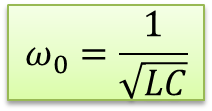 ω₀ = 1/√LC